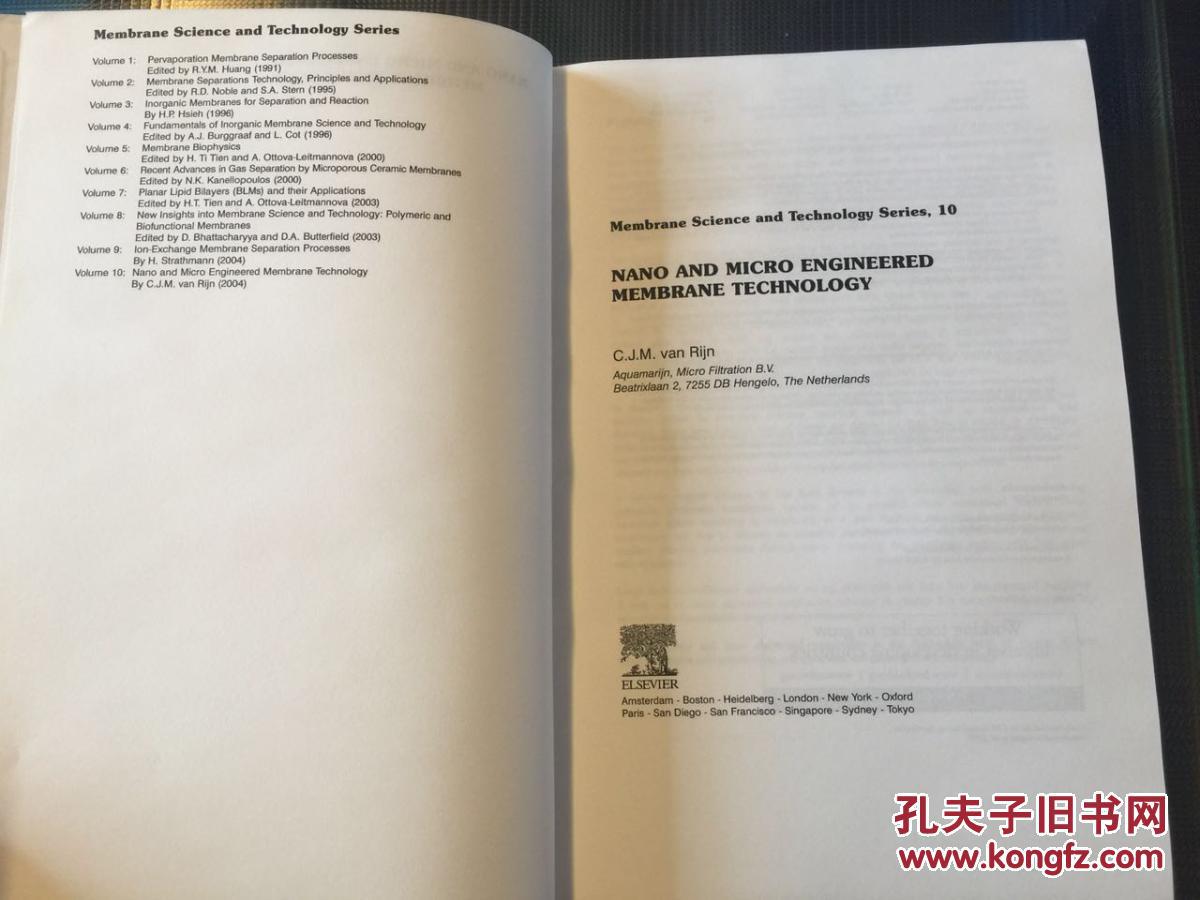 Membrane Science and Technology Series
Volume 1: Pervaporation Membrane Separation Processes
Edited by R.Y.M. Huang (1991)
Volume 2: Membrane Separations Technology, Principles and Applications
Edited by R.D. Noble and S.A. Stern (1995)
Volume 3: Inorganic Membranes for Separation and Reaction
By H.P. Hsieh (1996)
Volume 4: Fundamentals of Inorganic Membrane Science and Technology
Edited by A.J. Burggraaf and L. Cot (1996)
Volume 5: Membrane Biophysics
Edited by H. Ti Tien and A. Ottova-Leitmannova (2000)
Volume 6: Recent Advances in Gas Separation by Microporous Ceramic Membranes
Edited by N.K. Kanellopoulos (2000)
Volume 7: Planar Lipid Bilayers (BLMs) and their Applications
Edited by H.T. Tien and A. Ottova-Leitmannova (2003)
Volume 8: New Insights into Membrane Science and Technology: Polymeric and
Biofunctional Membranes
Edited by D. Bhattacharyya and D.A. Butterfield (2003)
Volume 9: Ion-Exchange Membrane Separation Processes
By H. Strathmann (2004)
Volume 10: Nano and Micro Engineered Membrane Technology
By C.J.M. van Rijn (2004)
Membrane Science and Technology Series, 10
NANO AND MICRO ENGINEERED
MEMBRANE TECHNOLOGY
C.J.M. van Rijn
Aquamarijn, Micro Filtration B.V.
Beatrixlaan 2, 7255 DB Hengelo, The Netherlands
ELSEVIER
Amsterdam - Boston - Heidelberg - London - New York - Oxford
Paris - San Diego - San Francisco - Singapore - Sydney - Tokyo
孔夫子旧书网
www.kongfz.com